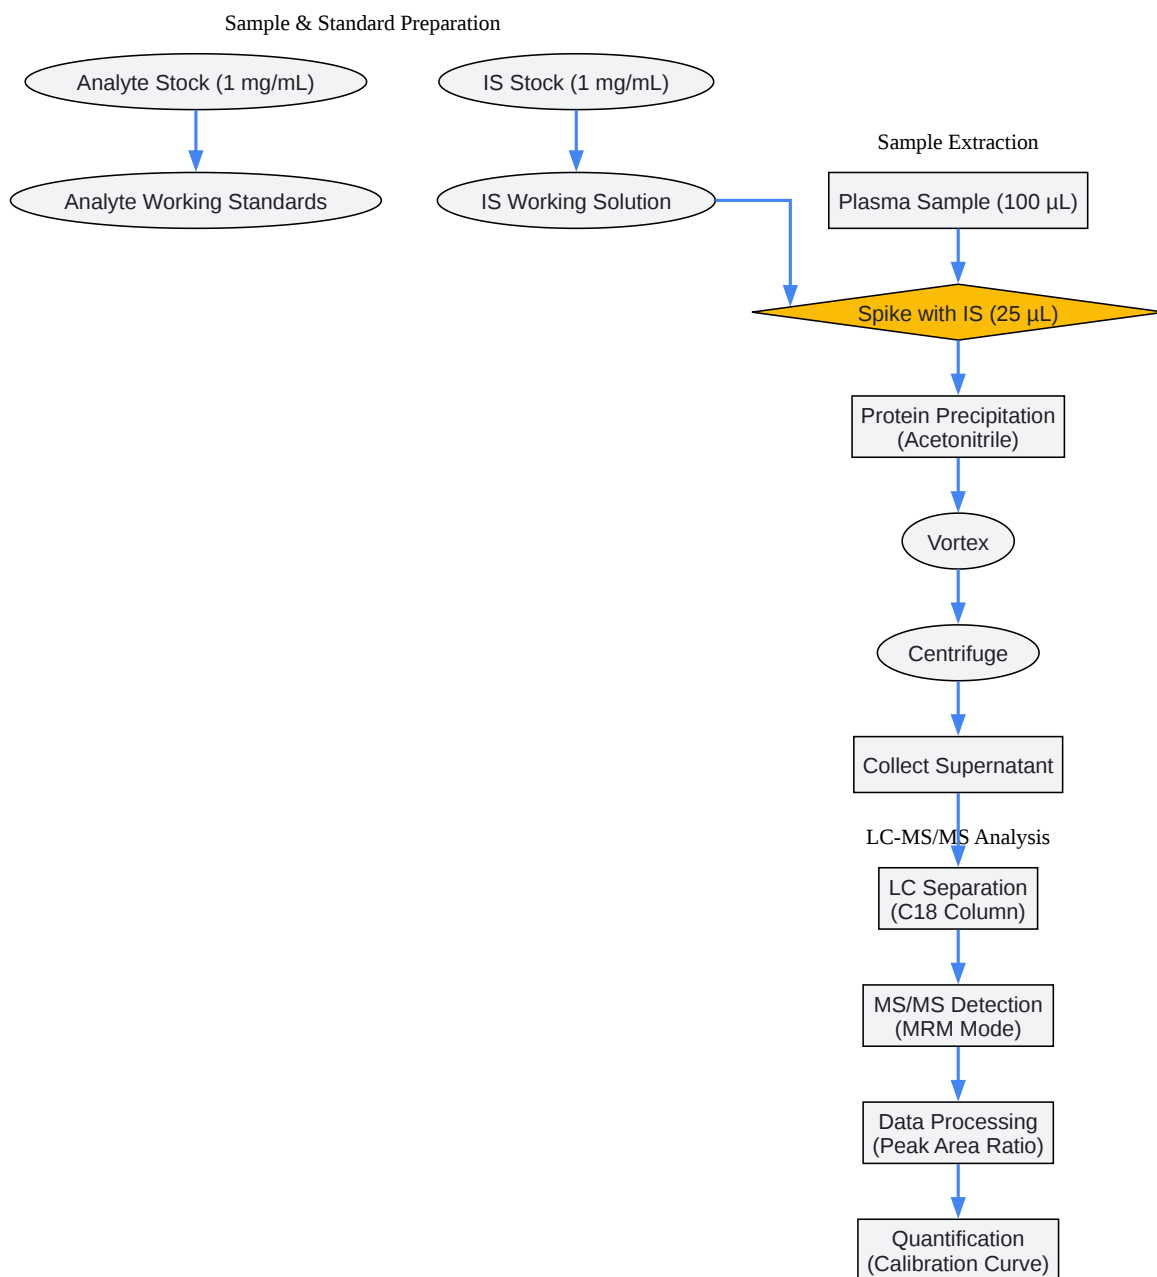 Sample & Standard Preparation
Analyte Stock (1 mg/mL)
IS Stock (1 mg/mL)
Sample Extraction
Analyte Working Standards
IS Working Solution
Plasma Sample (100 µL)
Spike with IS (25 µL)
Protein Precipitation
(Acetonitrile)
Vortex
Centrifuge
Collect Supernatant
LC-MS/MS Analysis
LC Separation
(C18 Column)
MS/MS Detection
(MRM Mode)
Data Processing
(Peak Area Ratio)
Quantification
(Calibration Curve)